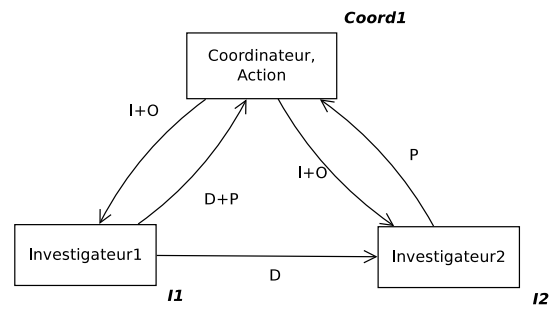 Coord1
Coordinateur,
Action
I+O
D+P
I+O
P
Investigateur1
Investigateur2
D
I1
I2